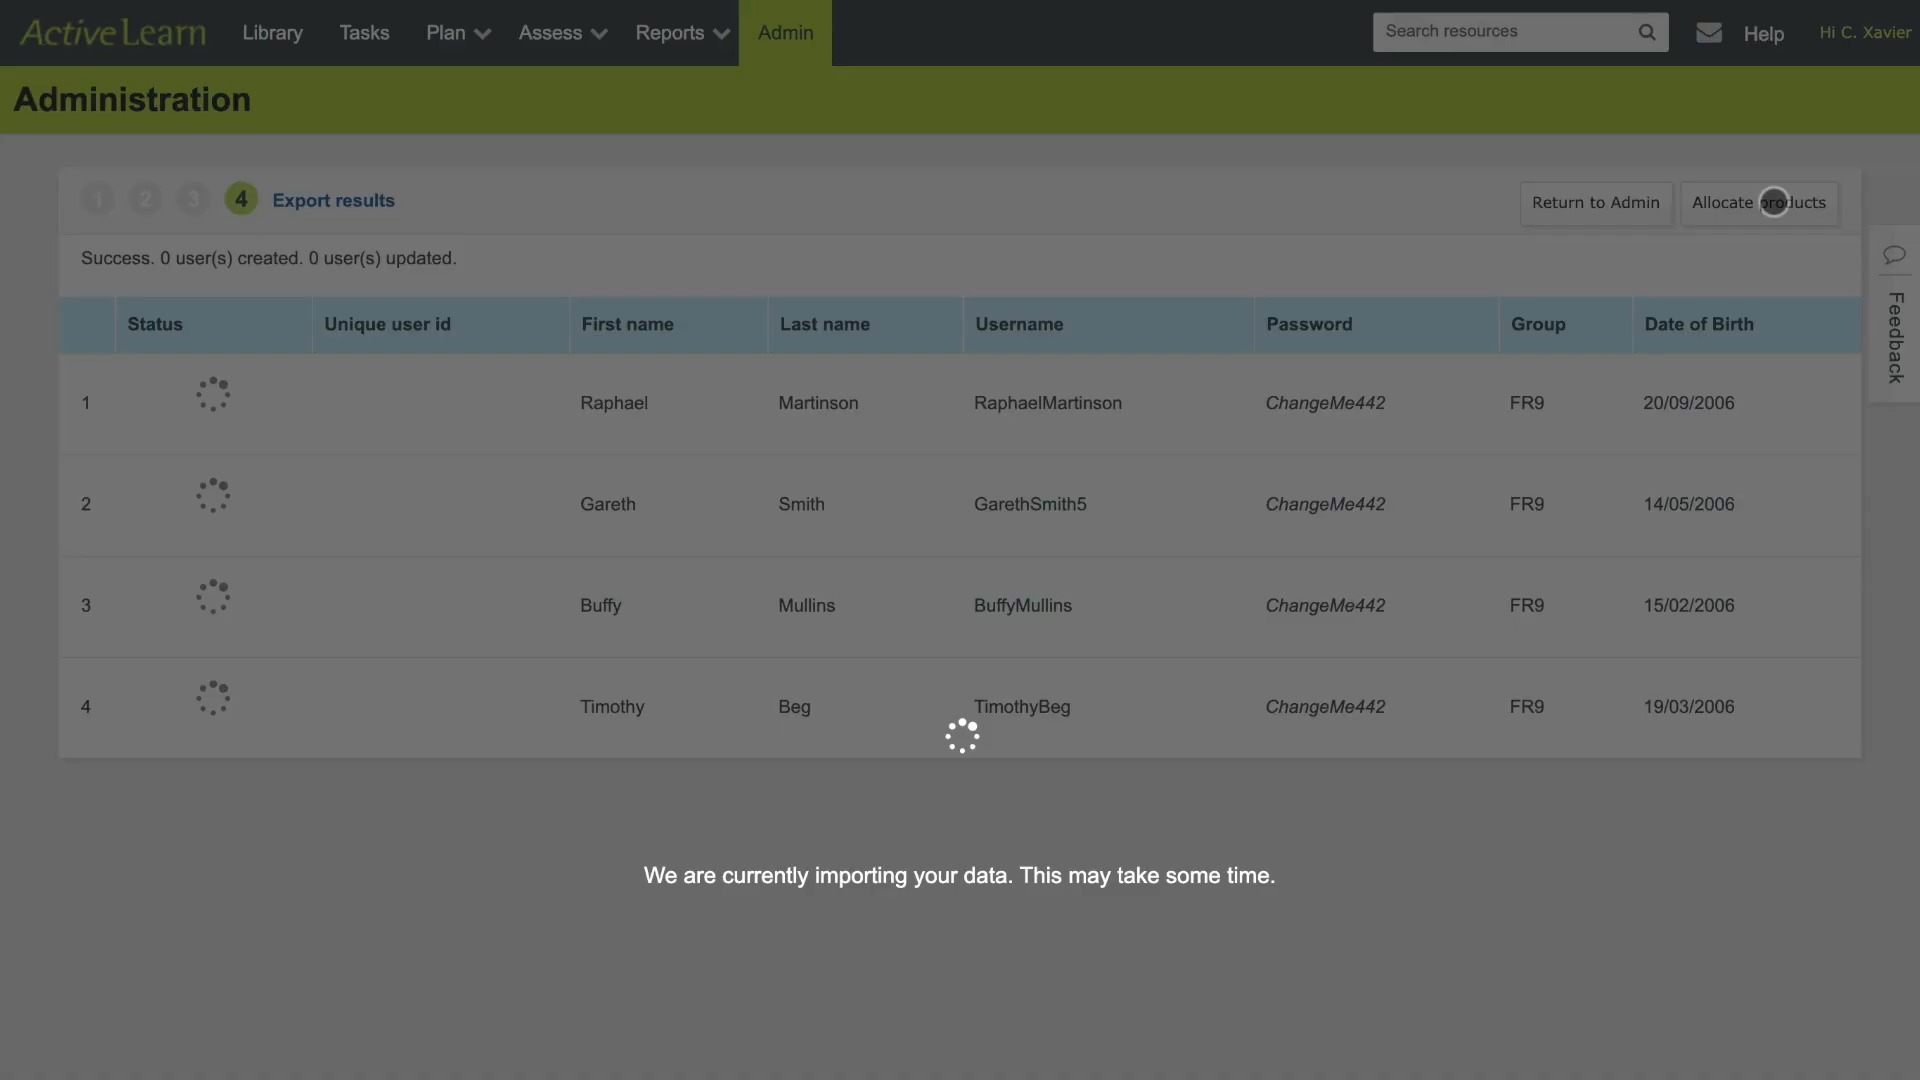 ActiveLearn Library Tasks Plan Assess Reports Admin Search resources Help Hi C. Xavier
Administration
1 2 3 4 Export results Return to Admin Allocate products
Success. 0 user(s) created. 0 user(s) updated.
Status Unique user id First name Last name Username Password Group Date of Birth
1 Raphael Martinson RaphaelMartinson ChangeMe442 FR9 20/09/2006
2 Gareth Smith GarethSmith5 ChangeMe442 FR9 14/05/2006
3 Buffy Mullins BuffyMullins ChangeMe442 FR9 15/02/2006
4 Timothy Beg TimothyBeg ChangeMe442 FR9 19/03/2006
Feedback
We are currently importing your data. This may take some time.